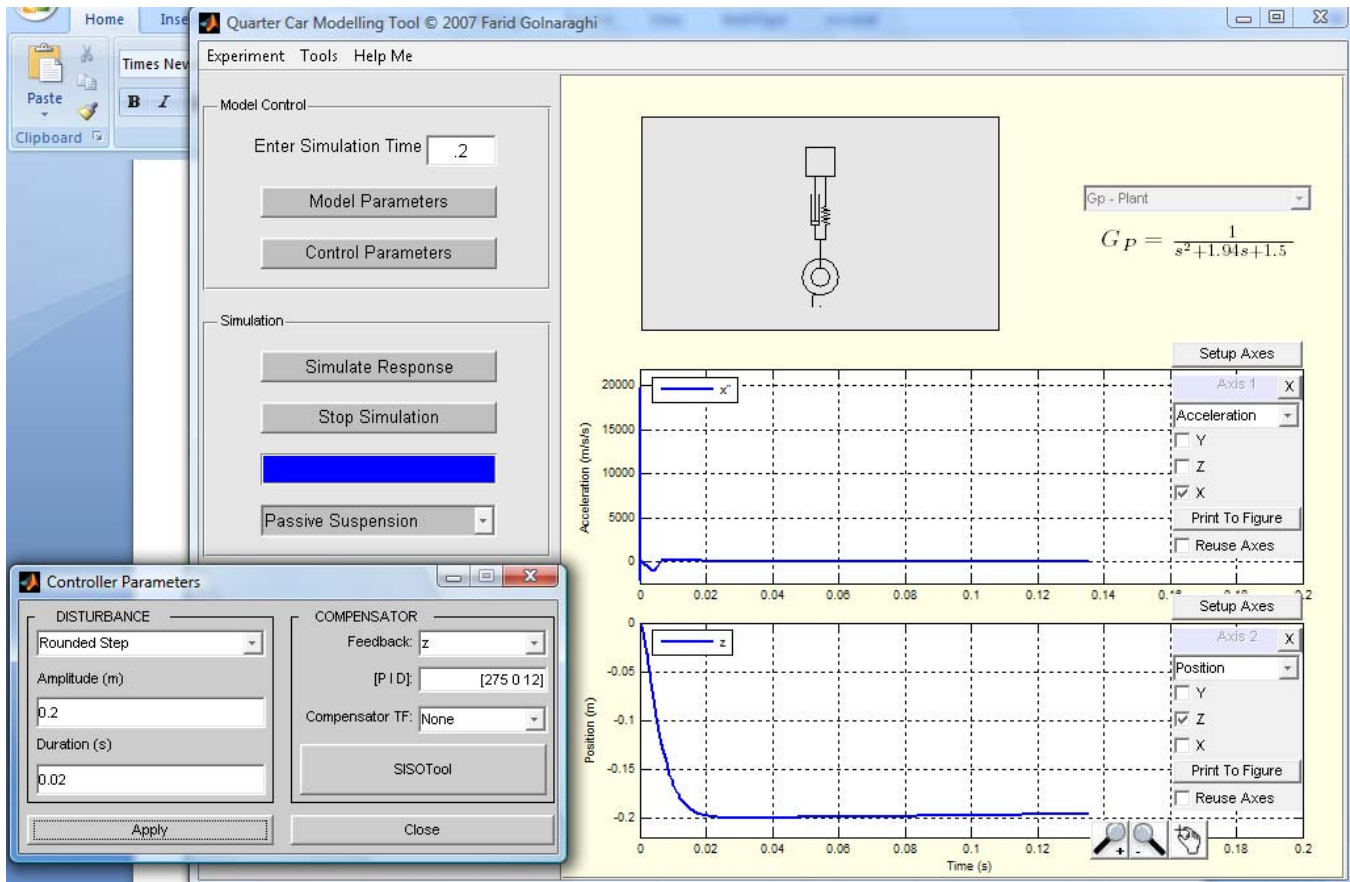 Home Inse
Paste
Clipboard
Times New
B I
Quarter Car Modelling Tool © 2007 Farid Golnaraghi
Experiment Tools Help Me
Model Control
Enter Simulation Time .2
Model Parameters
Control Parameters
Simulation
Simulate Response
Stop Simulation
Passive Suspension
Gp - Plant
G P = 1 / s²+1.94s+1.5
Setup Axes
Axis 1 X
Acceleration
Y
Z
X
Print To Figure
Reuse Axes
x"
Acceleration (m/s/s)
20000
15000
10000
5000
0
0 0.02 0.04 0.06 0.08 0.1 0.12 0.14 0.2
Setup Axes
Axis 2 X
Position
Y
Z
X
Print To Figure
Reuse Axes
z
Position (m)
0
-0.05
-0.1
-0.15
-0.2
0 0.02 0.04 0.06 0.08 0.1 0.12 0.18 0.2
Time (s)
Controller Parameters
DISTURBANCE
Rounded Step
Amplitude (m)
0.2
Duration (s)
0.02
Apply
COMPENSATOR
Feedback: z
[P I D]: [275 0 12]
Compensator TF: None
SISOTool
Close